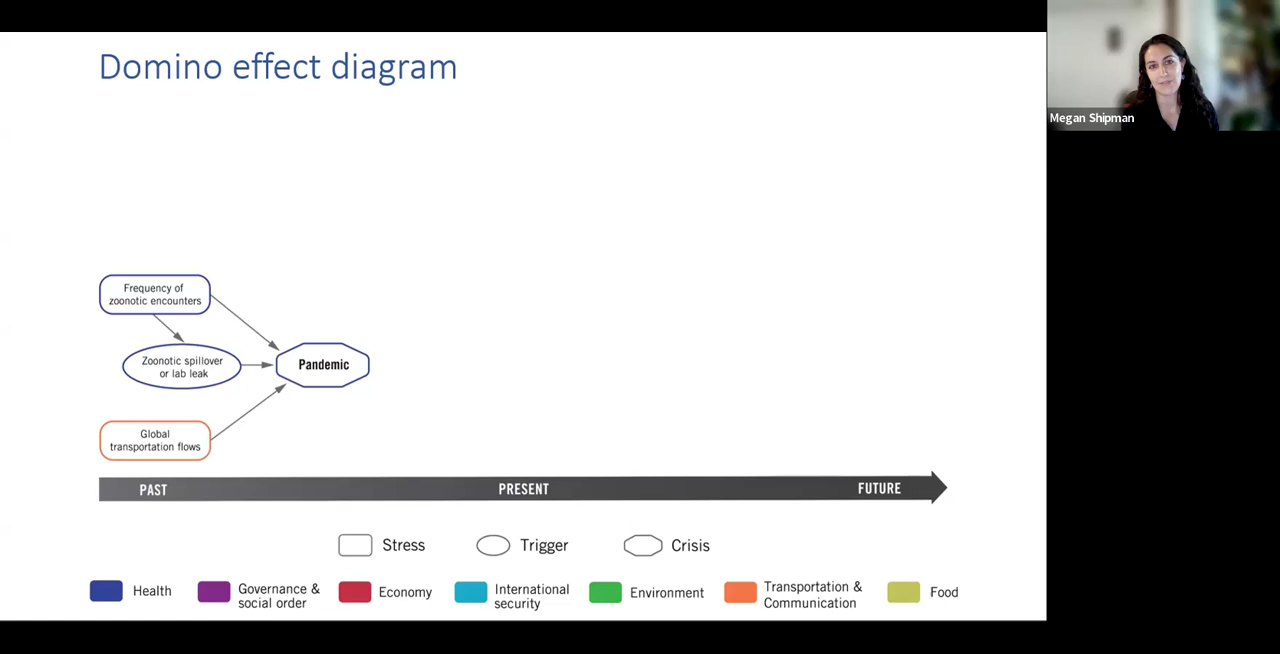 Domino effect diagram
Megan Shipman
Frequency of
zoonotic encounters
Zoonotic spillover
or lab leak
Pandemic
Global
transportation flows
PAST
PRESENT
FUTURE
Stress
Trigger
Crisis
Health
Governance &
social order
Economy
International
security
Environment
Transportation &
Communication
Food